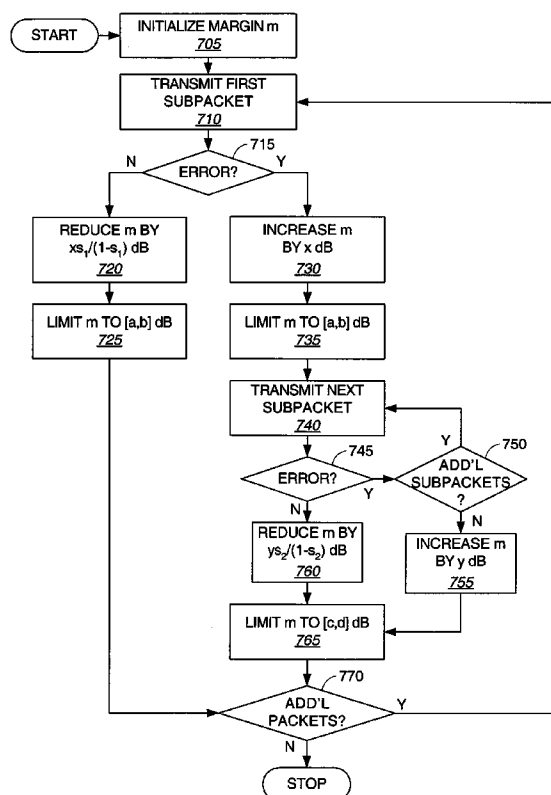 START
INITIALIZE MARGIN m
705
TRANSMIT FIRST
SUBPACKET
710
715
N
ERROR?
Y
REDUCE m BY
xs₁/(1-s₁) dB
720
INCREASE m
BY x dB
730
LIMIT m TO [a,b] dB
725
LIMIT m TO [a,b] dB
735
TRANSMIT NEXT
SUBPACKET
740
745
Y
750
ERROR?
Y
ADD'L
SUBPACKETS
?
N
N
REDUCE m BY
ys₂/(1-s₂) dB
760
INCREASE m
BY y dB
755
LIMIT m TO [c,d] dB
765
770
ADD'L
PACKETS?
Y
N
STOP